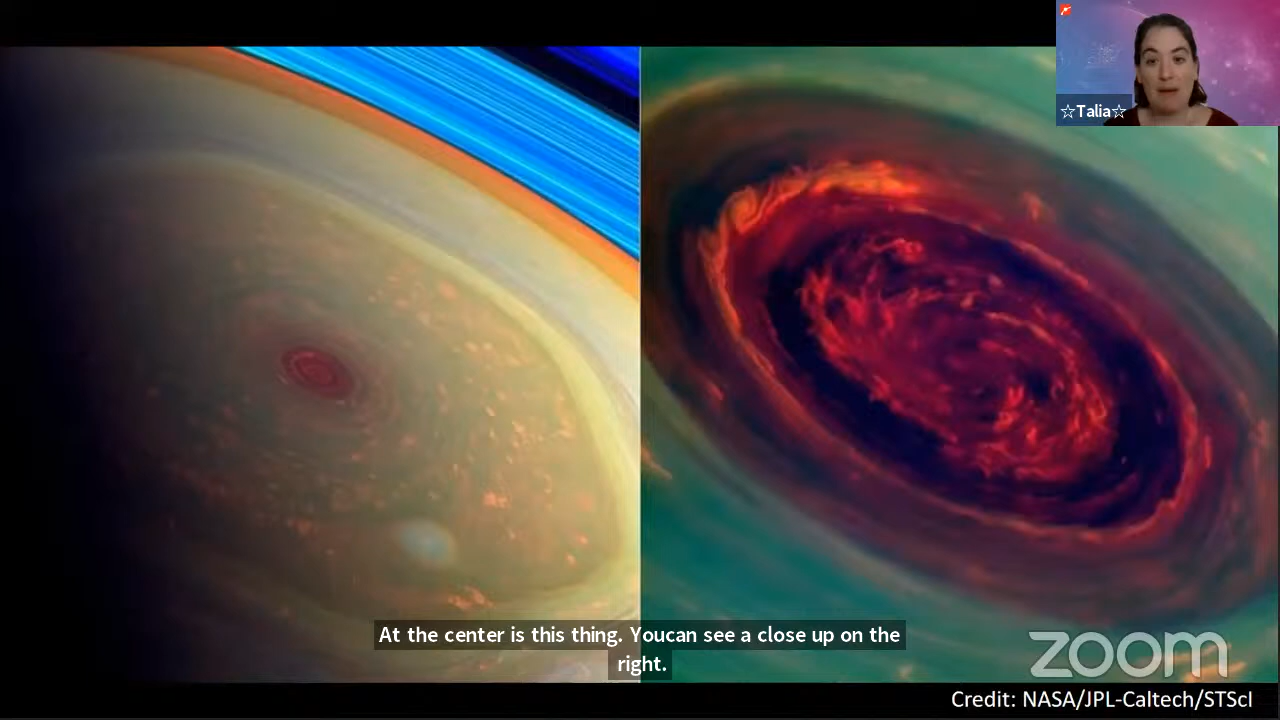 ☆Talia☆
At the center is this thing. Youcan see a close up on the
right.
zoom
Credit: NASA/JPL-Caltech/STScI